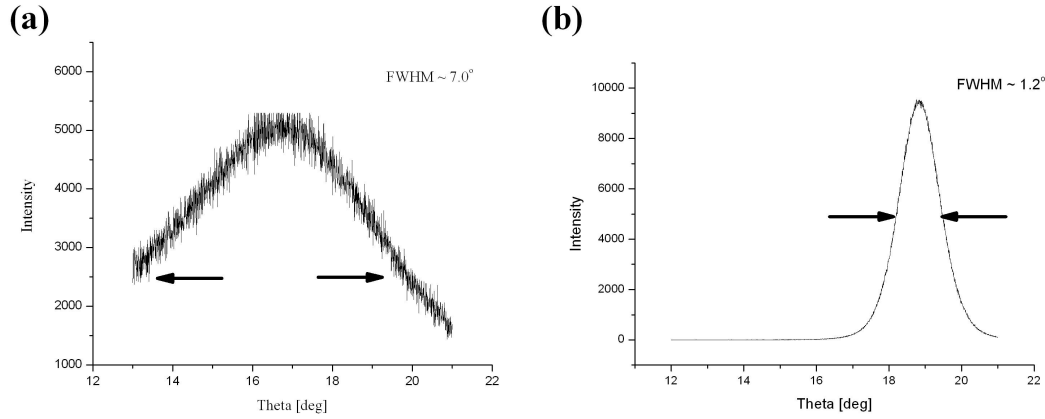 (a)
FWHM ~ 7.0°
6000
5000
4000
3000
2000
1000
Intensity
12 14 16 18 20 22
Theta [deg]
(b)
FWHM ~ 1.2°
10000
8000
6000
4000
2000
0
Intensity
12 14 16 18 20 22
Theta [deg]